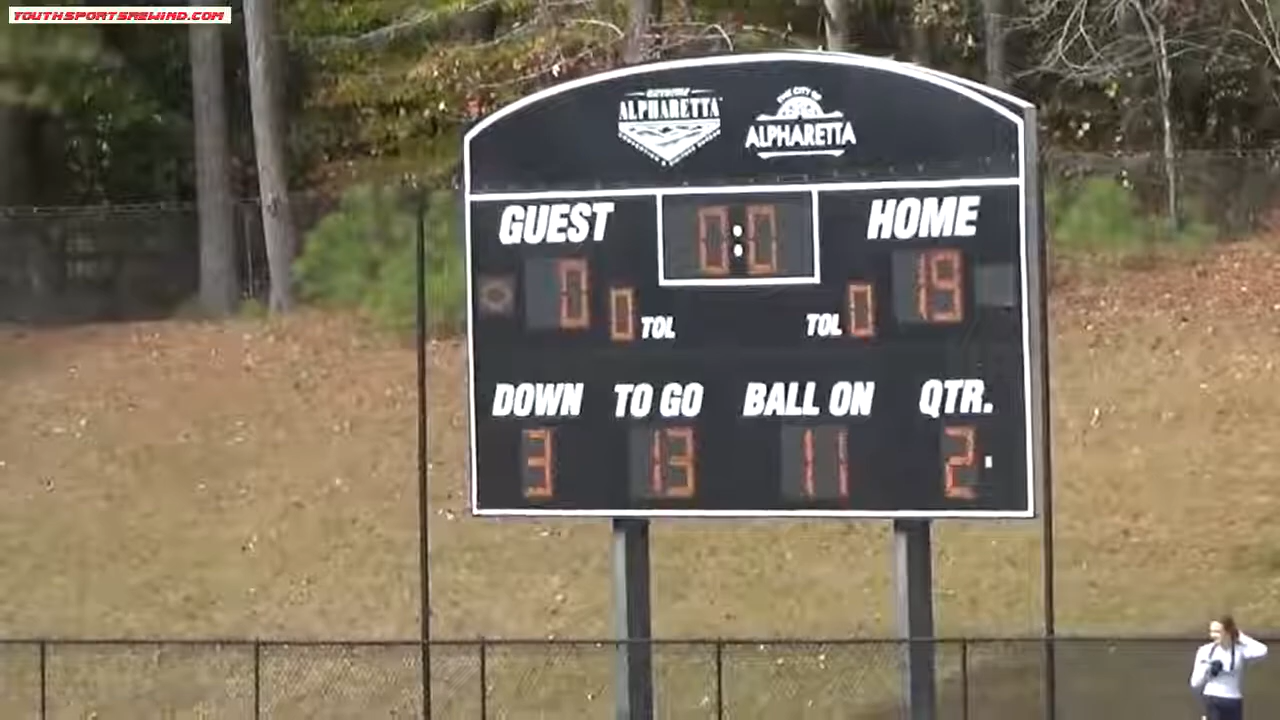 YOUTHSPORTSREWIND.COM
ALPHARETTA
THE CITY OF
ALPHARETTA
GUEST
0:0
HOME
0
0 TOL
TOL 0
19
DOWN
TO GO
BALL ON
QTR.
3
13
11
2